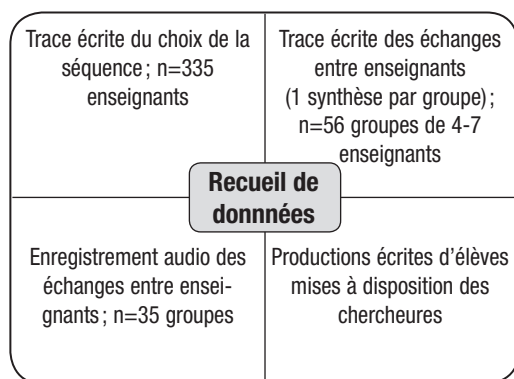 Trace écrite du choix de la
séquence ; n=335
enseignants
Trace écrite des échanges
entre enseignants
(1 synthèse par groupe) ;
n=56 groupes de 4-7
enseignants
Recueil de
donnnées
Enregistrement audio des
échanges entre ensei-
gnants ; n=35 groupes
Productions écrites d’élèves
mises à disposition des
chercheures